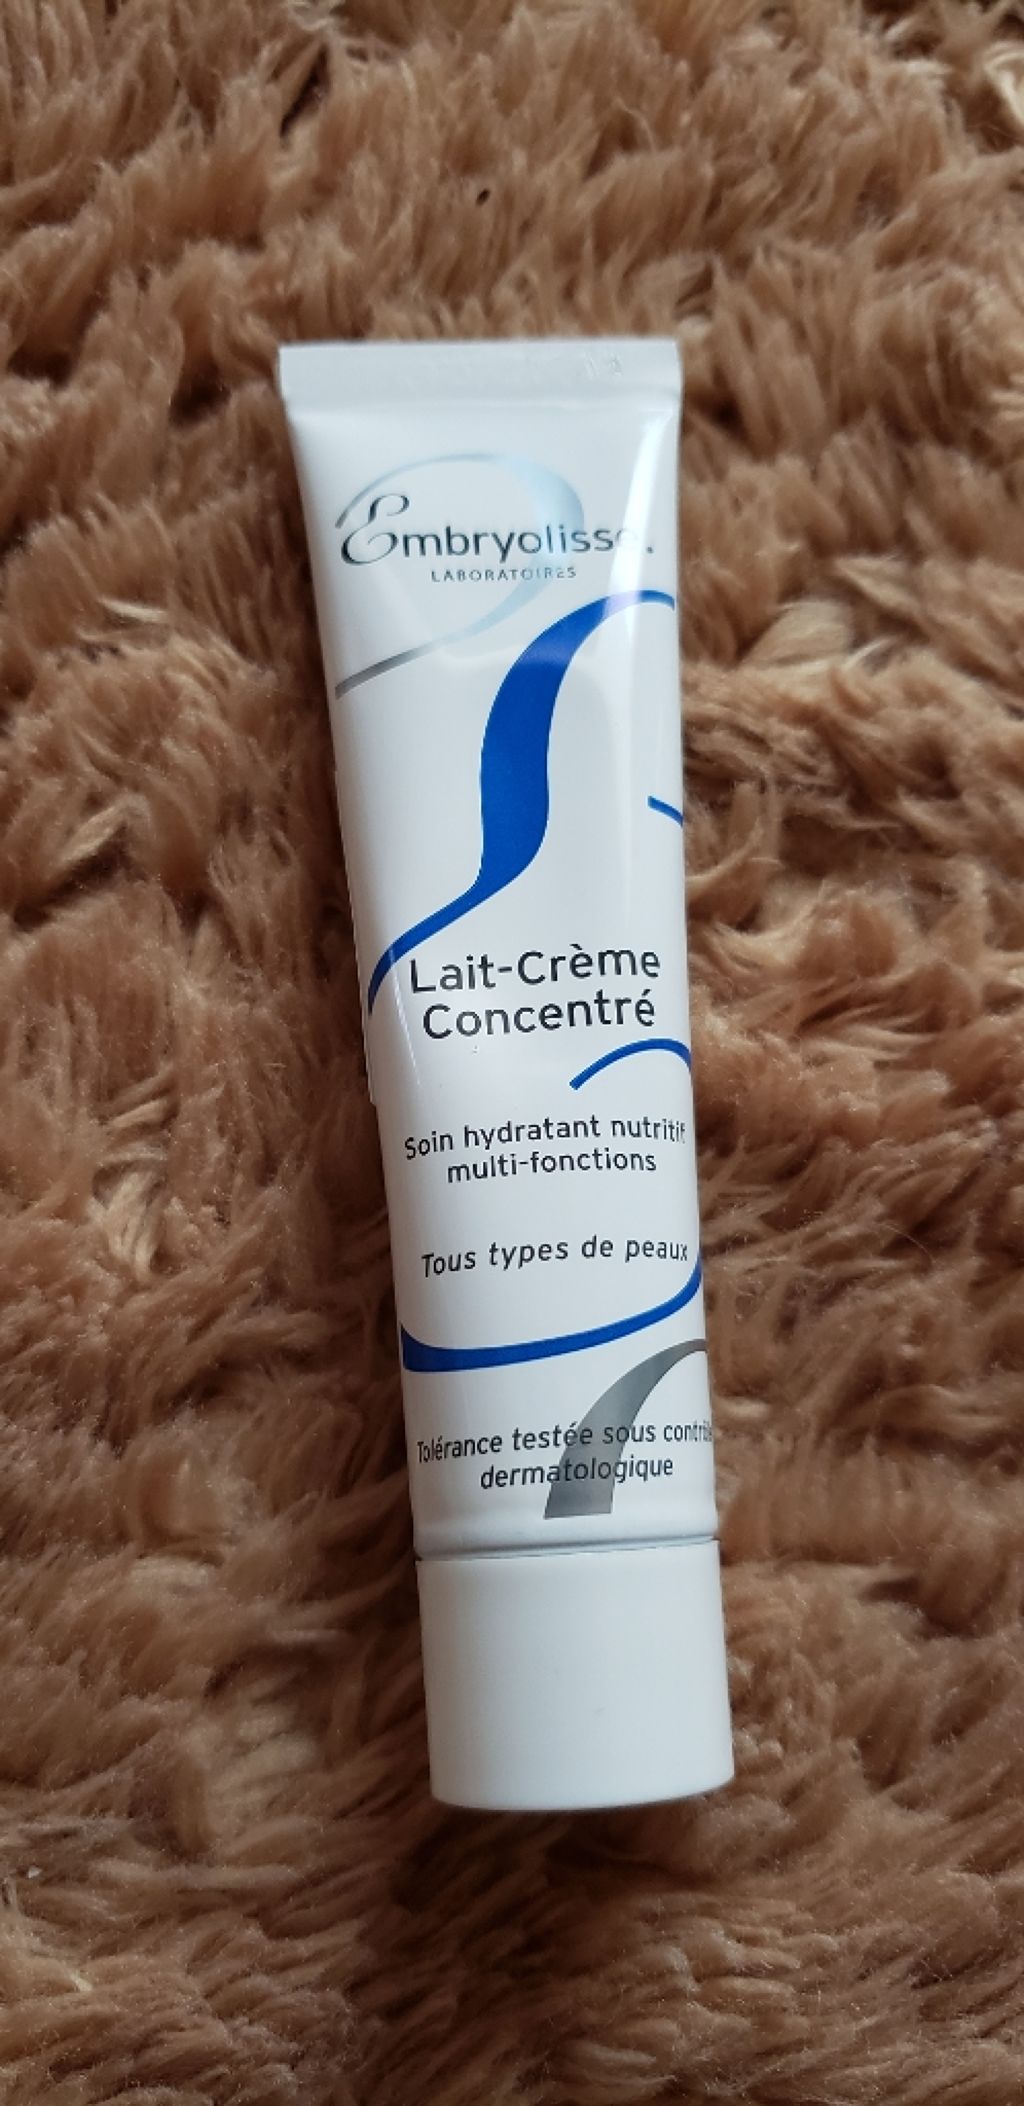 Embryolisse.
LABORATOIRES
Lait-Crème
Concentré
Soin hydratant nutritif
multi-fonctions
Tous types de peaux
Tolérance testée sous contrôle
dermatologique